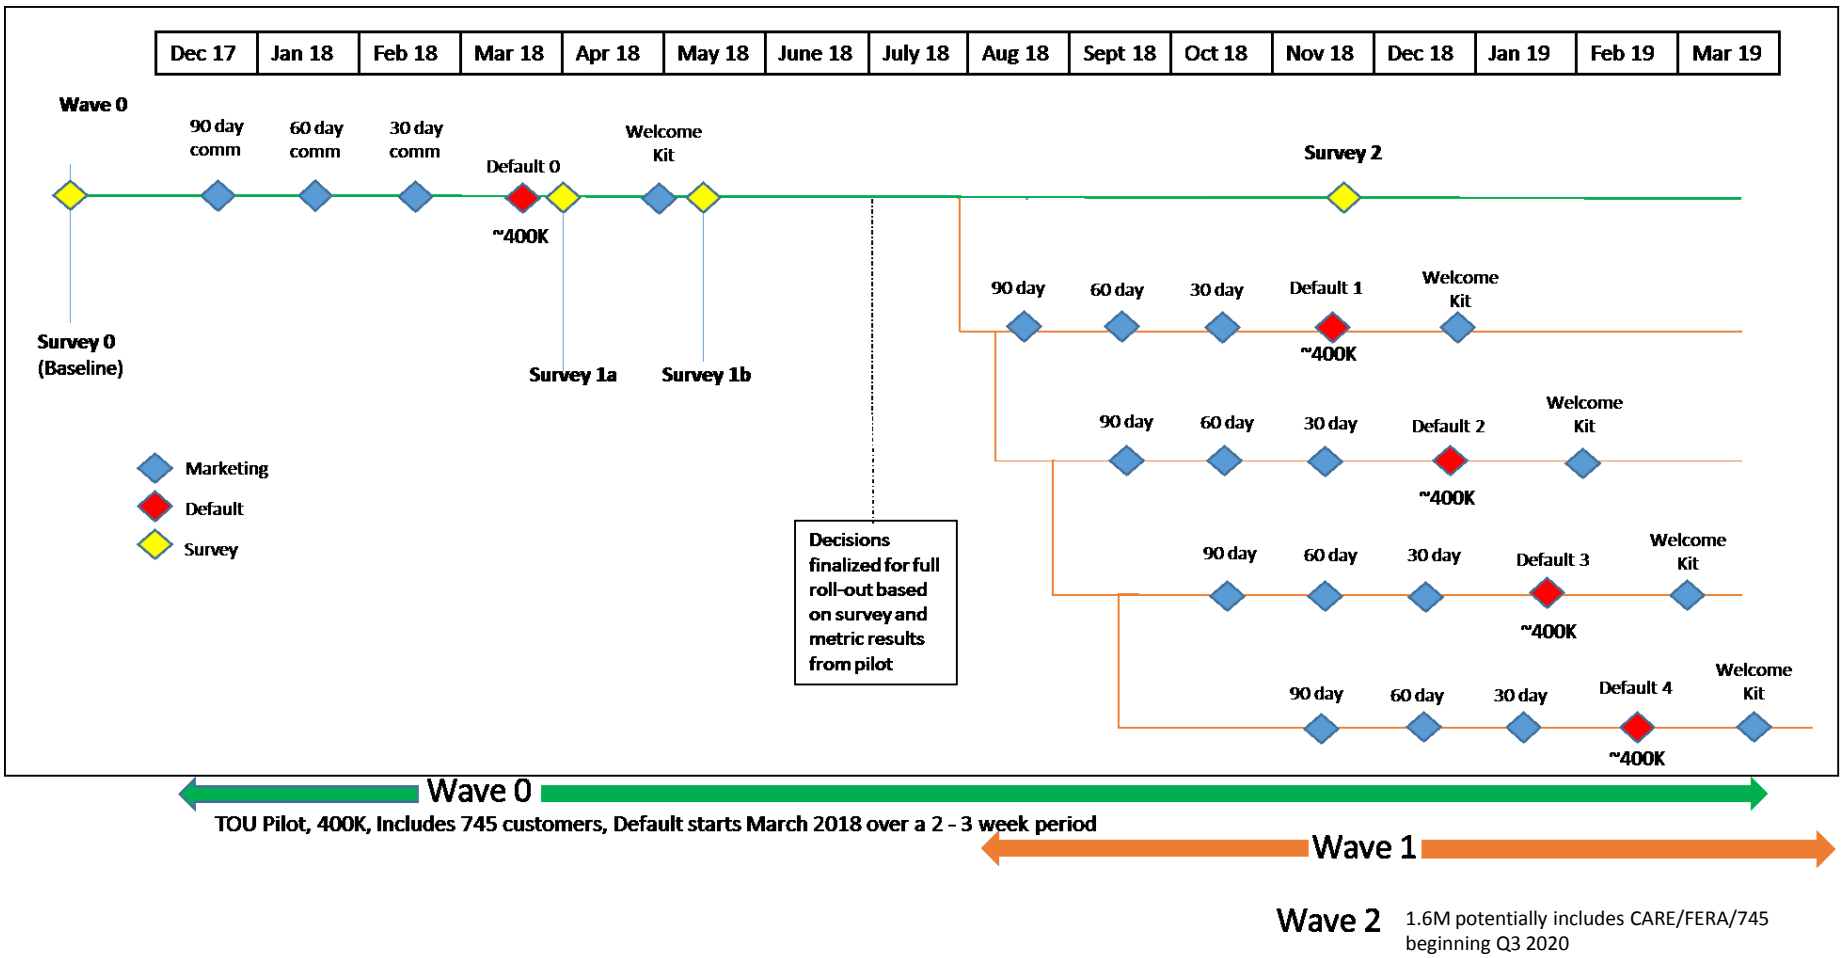 Dec 17 Jan 18 Feb 18 Mar 18 Apr 18 May 18 June 18 July 18 Aug 18 Sept 18 Oct 18 Nov 18 Dec 18 Jan 19 Feb 19 Mar 19
Wave 0
90 day
comm
60 day
comm
30 day
comm
Default 0
~400K
Welcome
Kit
Survey 2
Survey 0
(Baseline)
Survey 1a
Survey 1b
90 day
60 day
30 day
Default 1
~400K
Welcome
Kit
90 day
60 day
30 day
Default 2
~400K
Welcome
Kit
Marketing
Default
Survey
Decisions
finalized for full
roll-out based
on survey and
metric results
from pilot
90 day
60 day
30 day
Default 3
~400K
Welcome
Kit
90 day
60 day
30 day
Default 4
~400K
Welcome
Kit
Wave 0
TOU Pilot, 400K, Includes 745 customers, Default starts March 2018 over a 2 - 3 week period
Wave 1
Wave 2
1.6M potentially includes CARE/FERA/745
beginning Q3 2020